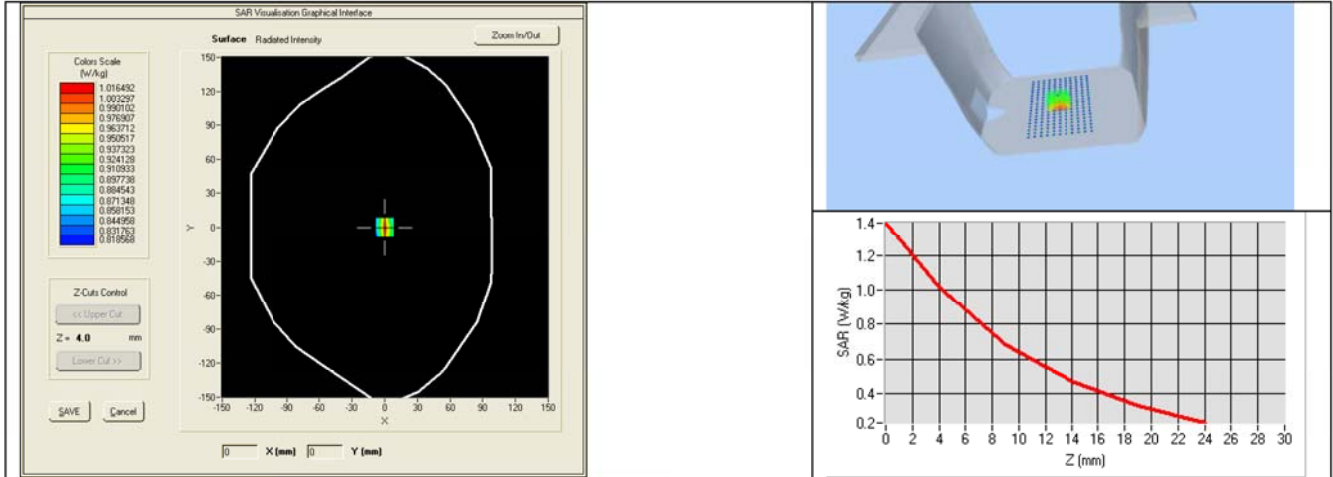 SAR Visualisation Graphical Interface
Surface Radiated Intensity
Zoom In/Out
Colors Scale
(W/kg)
1.016492
1.003297
0.990102
0.976907
0.963712
0.950517
0.937323
0.924128
0.910933
0.897738
0.884543
0.871348
0.858153
0.844958
0.831763
0.818568
Z-Cuts Control
<< Upper Cut
Z = 4.0 mm
Lower Cut >>
SAVE Cancel
150-
120-
90-
60-
30-
0-
-30-
-60-
-90-
-120-
-150-
Y
-150 -120 -90 -60 -30 0 30 60 90 120 150
X
0 X (mm) 0 Y (mm)
1.4-
1.2-
1.0-
0.8-
0.6-
0.4-
0.2-
SAR (W/kg)
0 2 4 6 8 10 12 14 16 18 20 22 24 26 28 30
Z (mm)